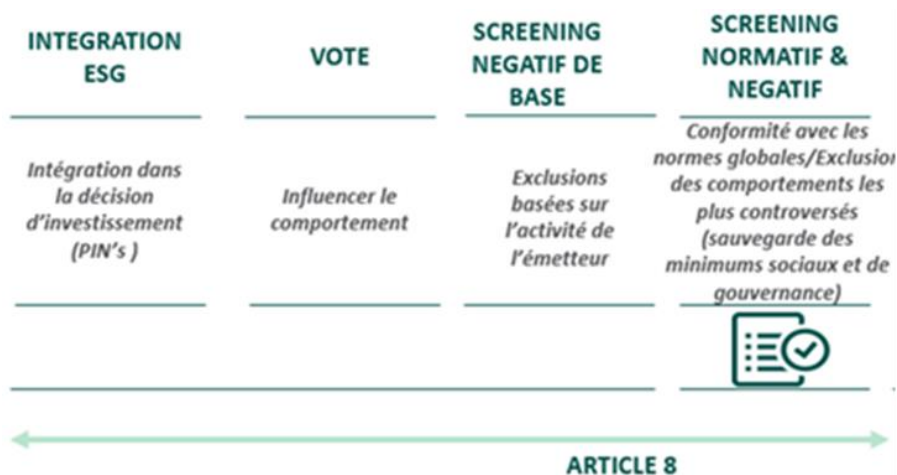 INTEGRATION
ESG
VOTE
SCREENING
NEGATIF DE
BASE
SCREENING
NORMATIF &
NEGATIF
Intégration dans
la décision
d'investissement
(PIN's )
Influencer le
comportement
Exclusions
basées sur
l'activité de
l'émetteur
Conformité avec les
normes globales/Exclusion
des comportements les
plus controversés
(sauvegarde des
minimums sociaux et de
gouvernance)
ARTICLE 8